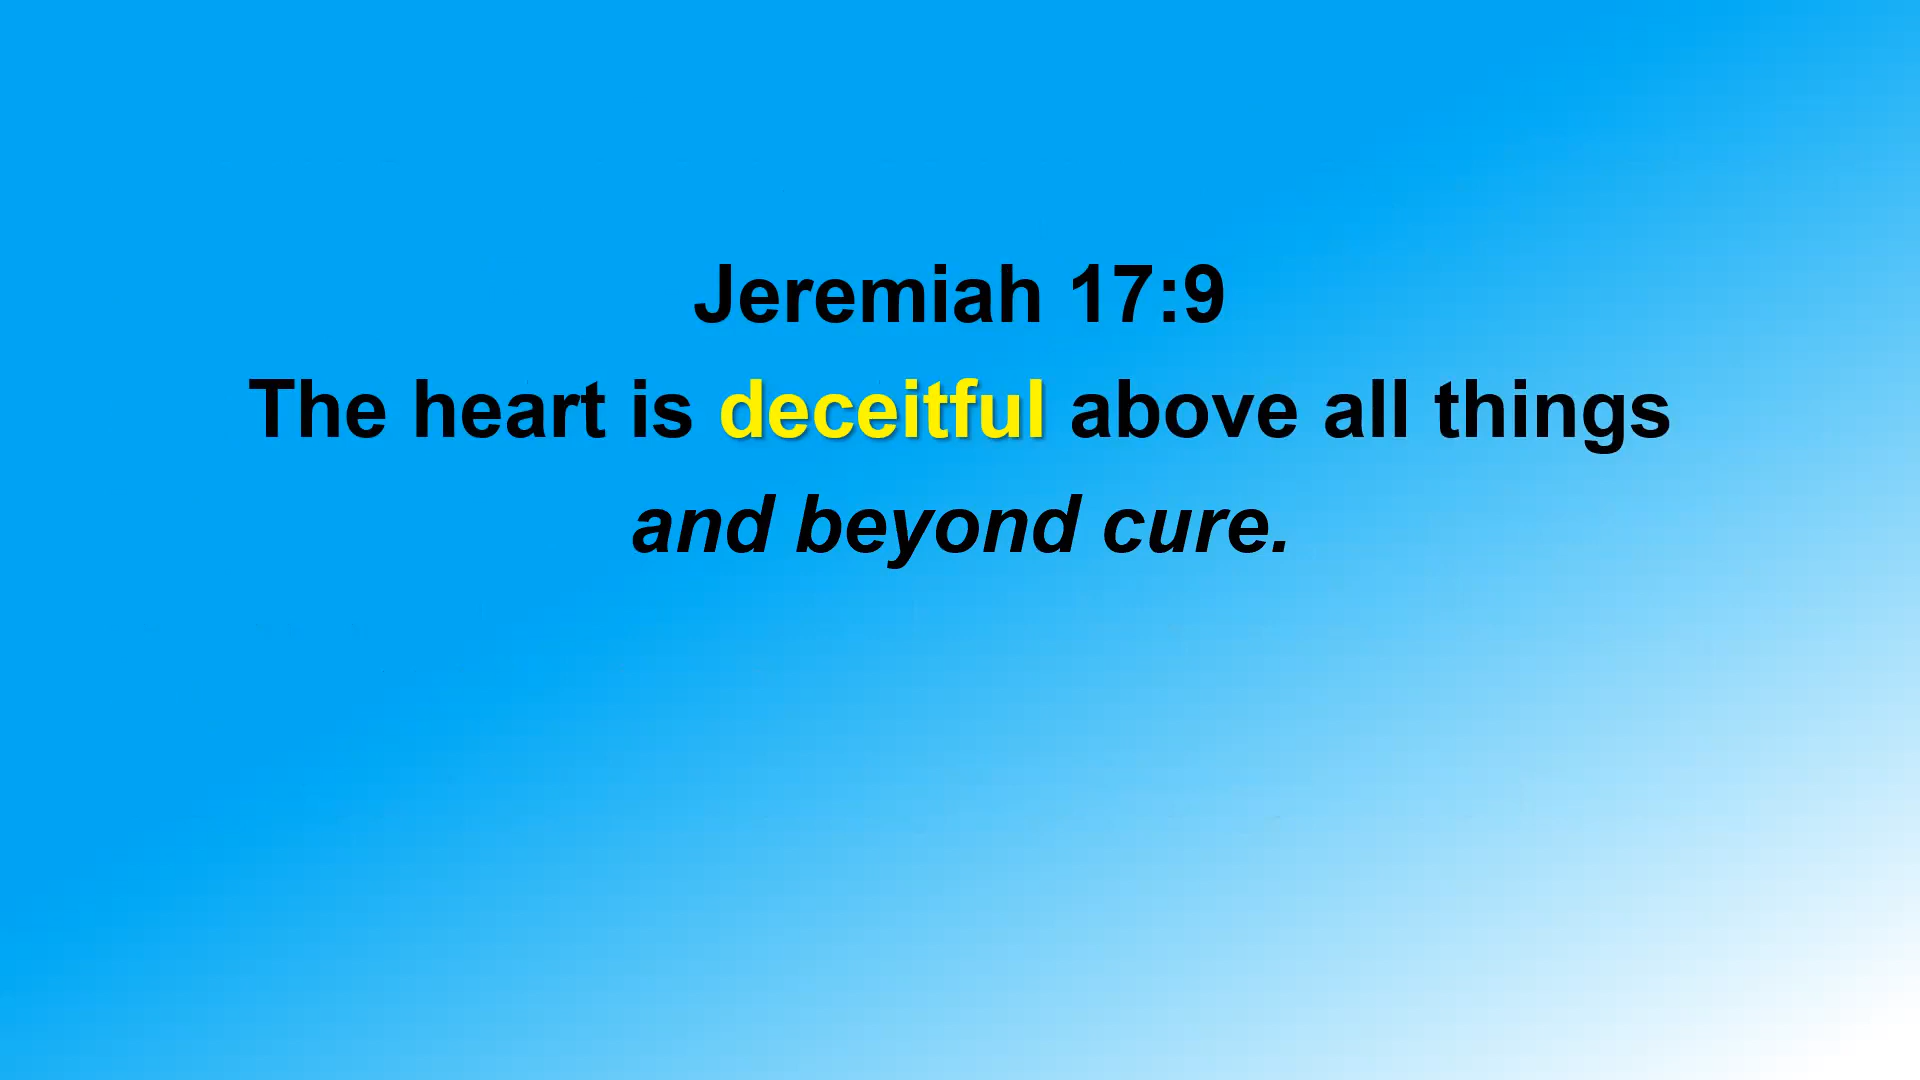 Jeremiah 17:9
The heart is deceitful above all things
and beyond cure.